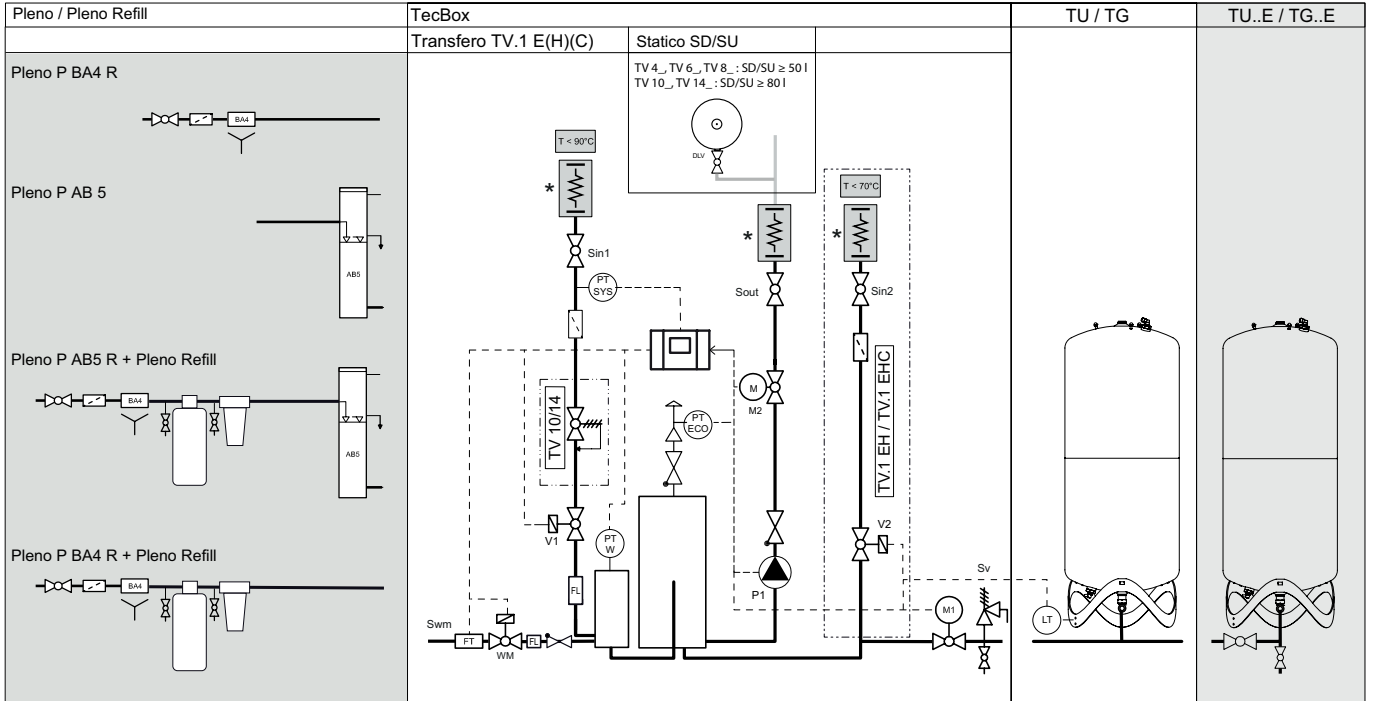 Pleno / Pleno Refill
TecBox
TU / TG
TU..E / TG..E
Transfero TV.1 E(H)(C)
Statico SD/SU
Pleno P BA4 R
BA4
Pleno P AB 5
AB5
Pleno P AB5 R + Pleno Refill
BA4
AB5
Pleno P BA4 R + Pleno Refill
BA4
TV 4_, TV 6_, TV 8_ : SD/SU ≥ 50 l
TV 10_, TV 14_ : SD/SU ≥ 80 l
DLV
T < 90°C
*
Sin1
PT
SYS
TV 10/14
V1
PT
W
FL
Swm
FT
WM
FL
PT
ECO
*
Sout
M
M2
P1
T < 70°C
*
Sin2
TV.1 EH / TV.1 EHC
V2
M1
Sv
LT